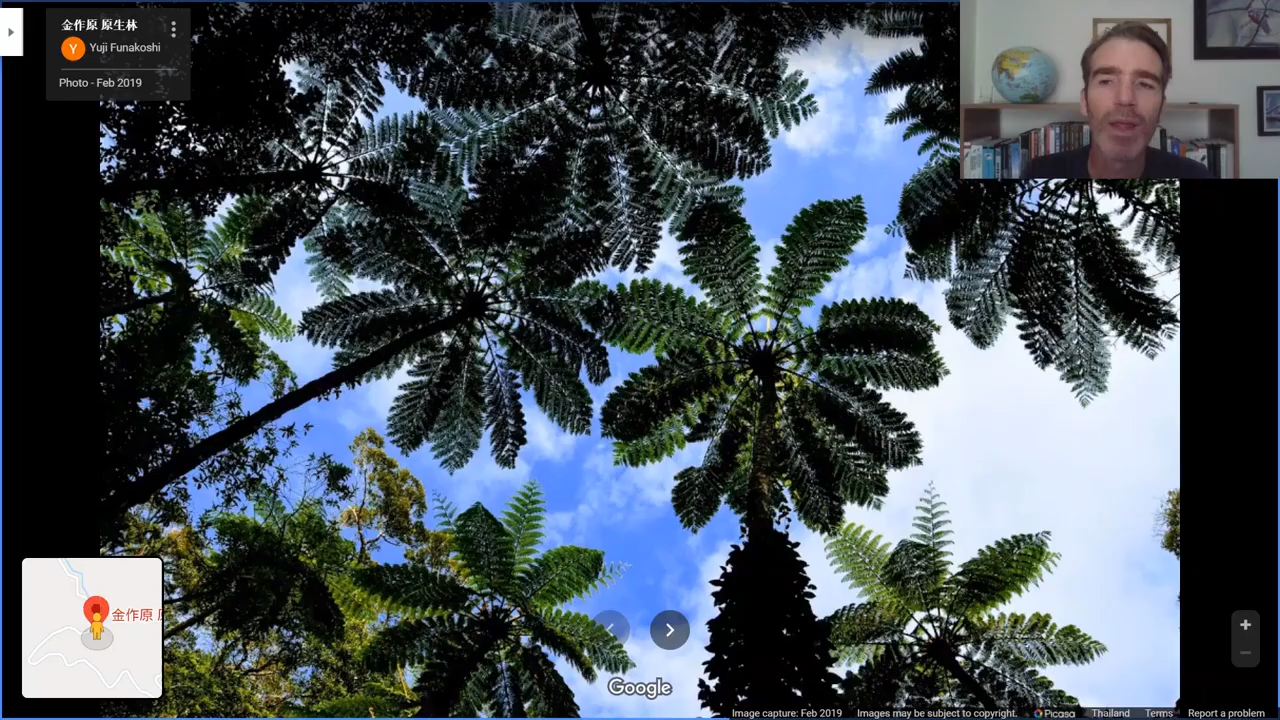 金作原 原生林
Y
Yuji Funakoshi
Photo - Feb 2019
金作原
Google
Image capture: Feb 2019
Images may be subject to copyright.
Picasa
Thailand
Terms
Report a problem